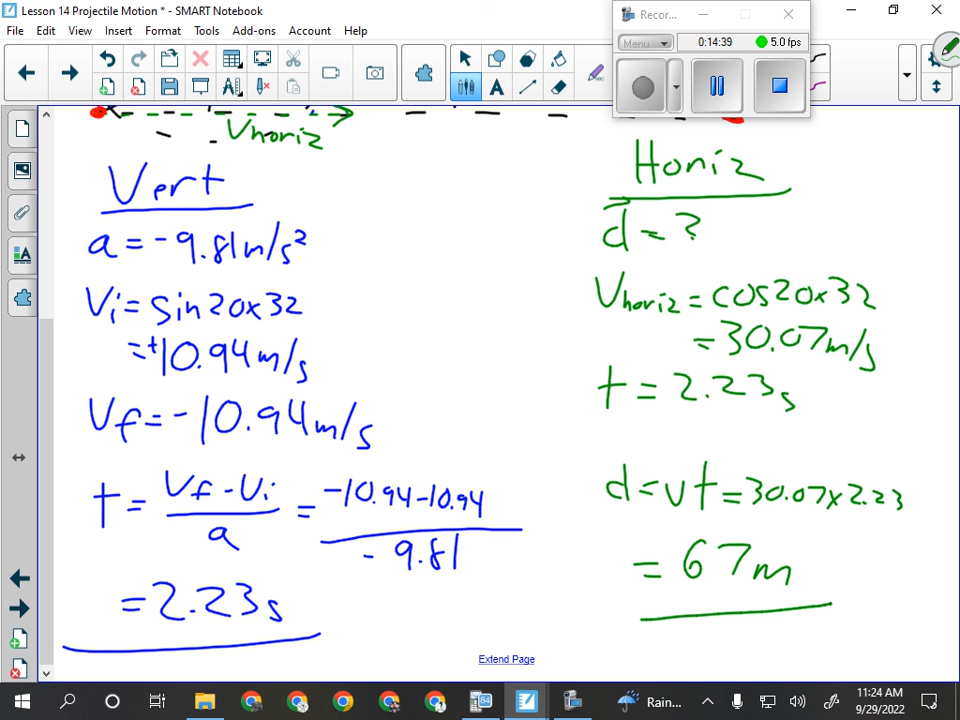 Lesson 14 Projectile Motion * - SMART Notebook
File Edit View Insert Format Tools Add-ons Account Help
Recor...
Menu 0:14:39 5.0 fps
Vhoriz
Vert
a = -9.81m/s²
Vi = sin20x32
= +10.94m/s
Vf = -10.94m/s
t = Vf - Vi / a = -10.94-10.94 / -9.81
= 2.23s
Horiz
d = ?
Vhoriz = cos20x32
= 30.07m/s
t = 2.23s
d = vt = 30.07x2.23
= 67m
Extend Page
Rain...
11:24 AM
9/29/2022